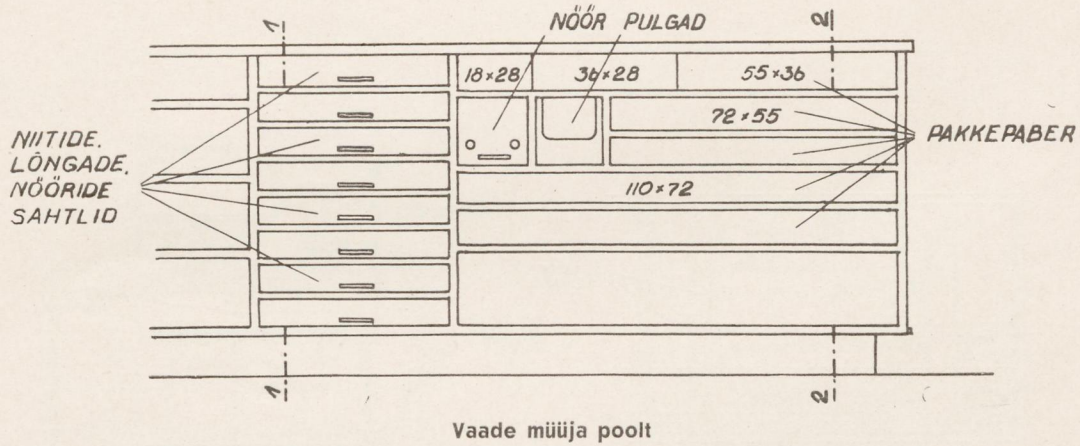 1
2
NÖÖR PULGAD
18×28 36×28 55×36
72×55
NIITIDE.
LÕNGADE.
NÖÖRIDE
SAHTLID
PAKKEPABER
110×72
1
2
Vaade müüja poolt